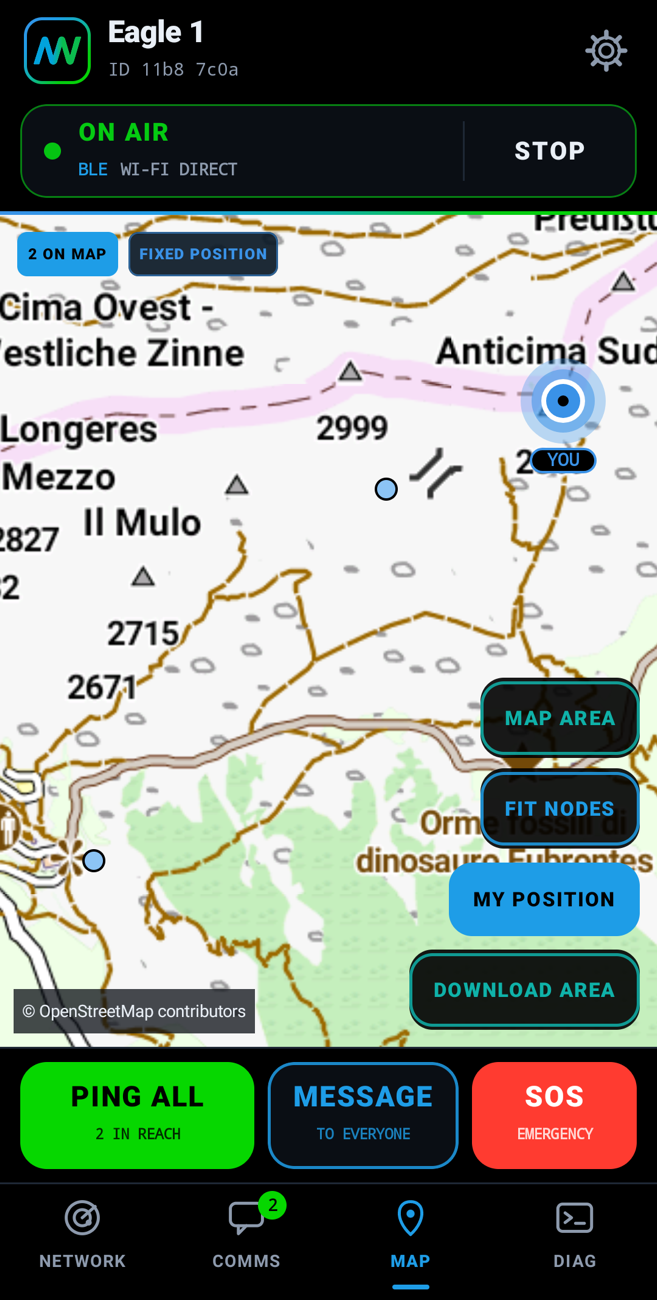 Eagle 1
ID 11b8 7c0a
ON AIR
BLE WI-FI DIRECT
STOP
2 ON MAP
FIXED POSITION
Cima Ovest -
estliche Zinne
Anticima Sud
Longeres
2999
Mezzo
YOU
Il Mulo
2827
2715
2671
MAP AREA
FIT NODES
Orme fossili di
dinosauro Eubrontes
MY POSITION
DOWNLOAD AREA
© OpenStreetMap contributors
PING ALL
2 IN REACH
MESSAGE
TO EVERYONE
SOS
EMERGENCY
2
NETWORK
COMMS
MAP
DIAG